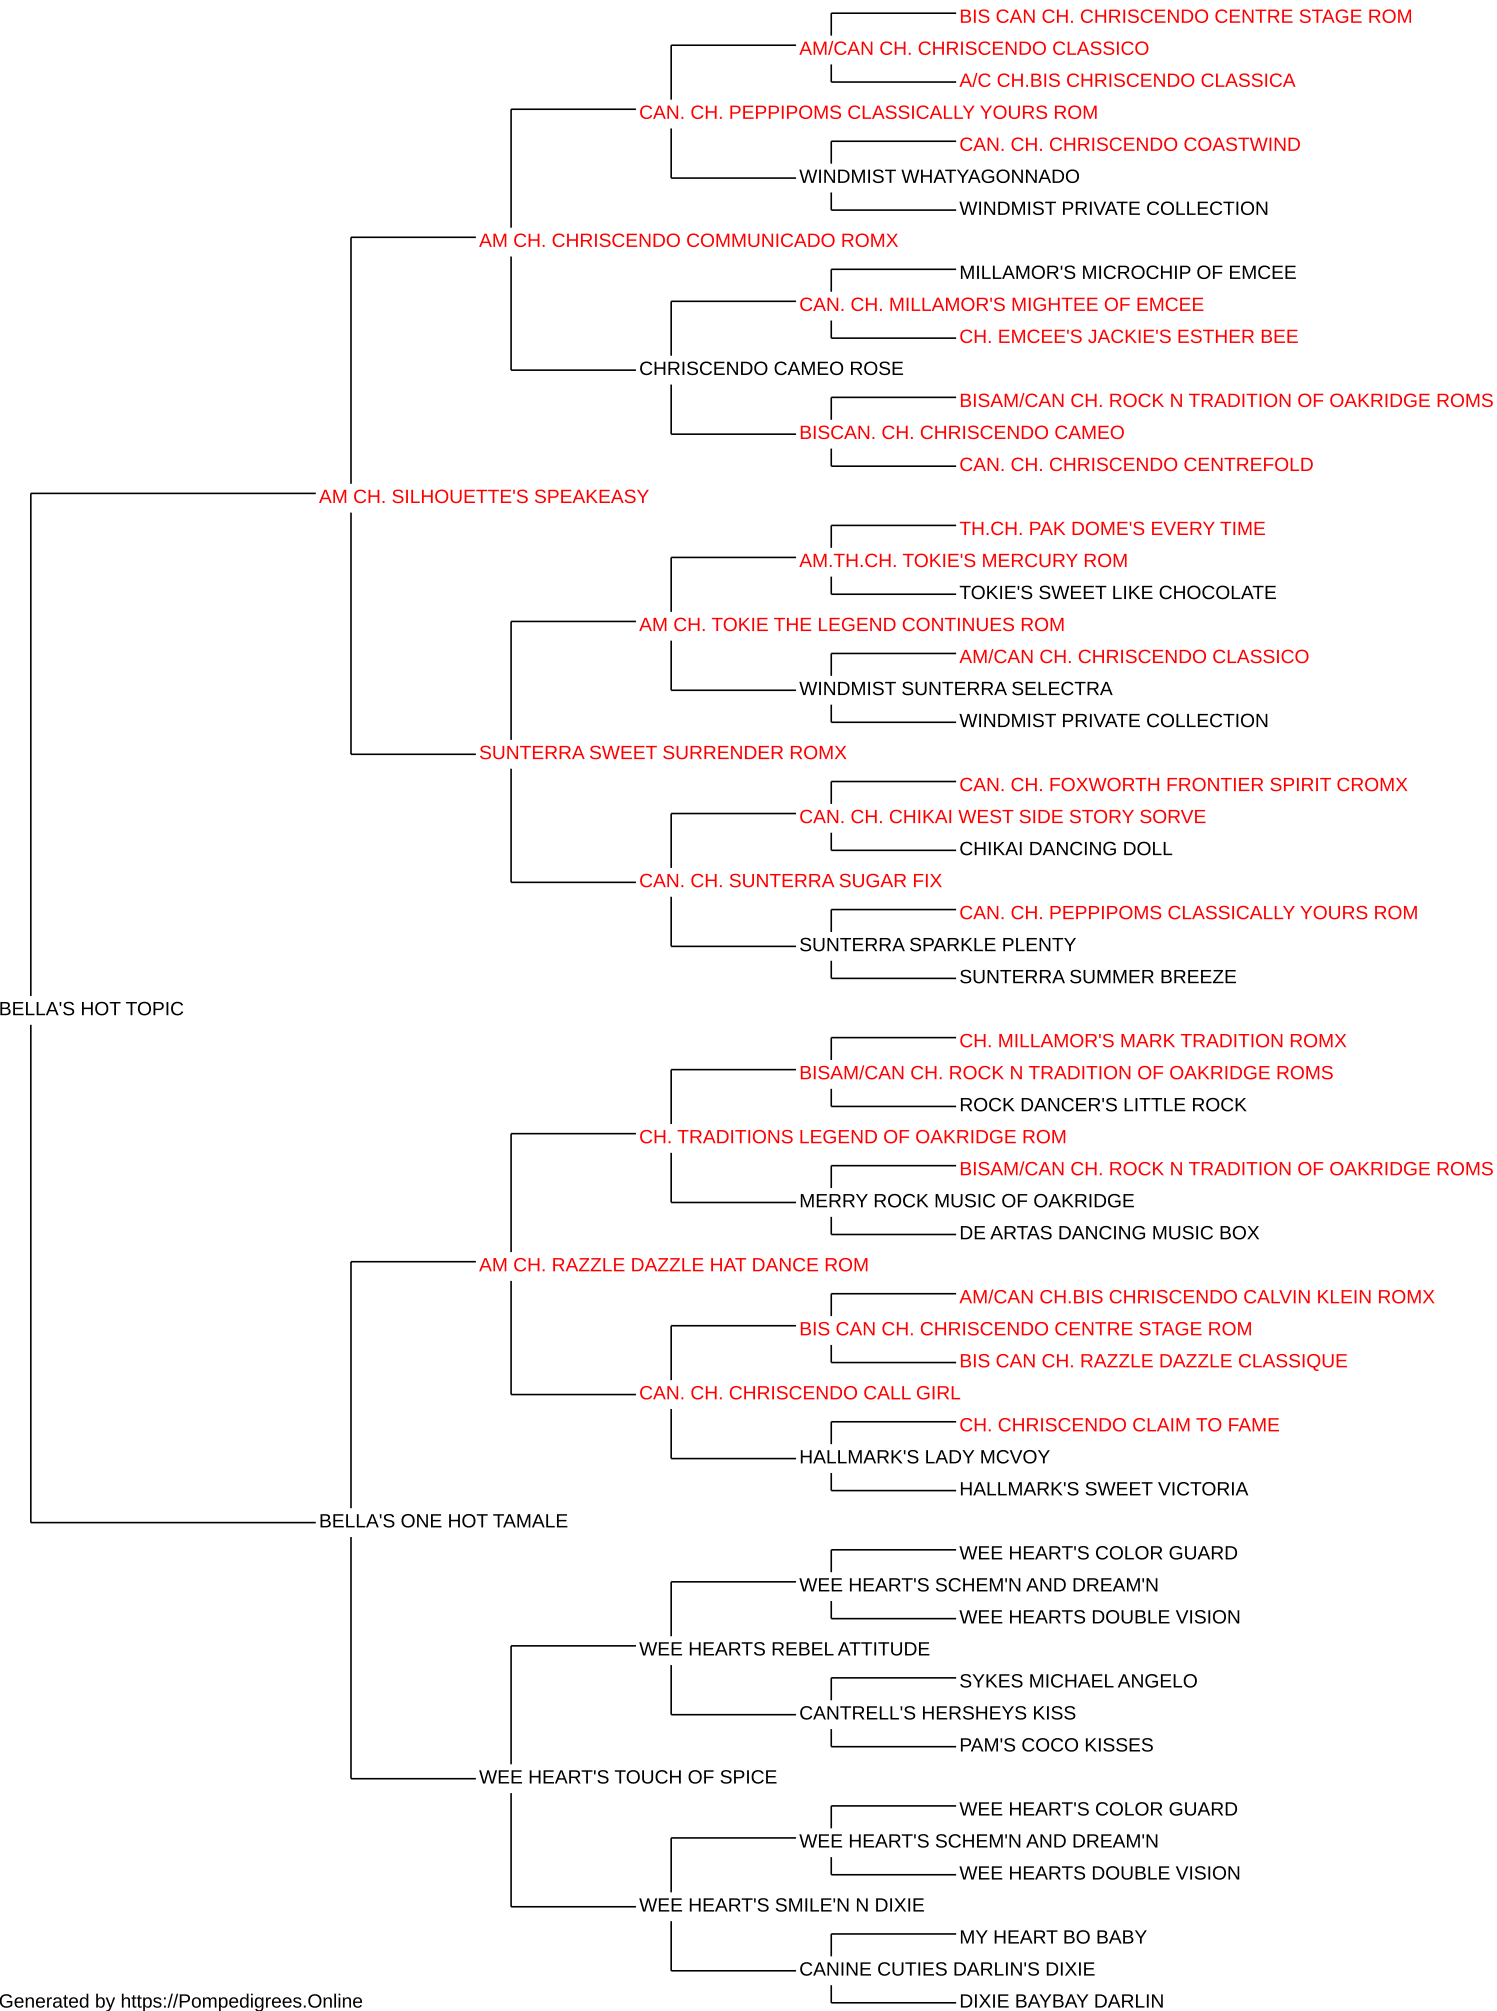 BIS CAN CH. CHRISCENDO CENTRE STAGE ROM
AM/CAN CH. CHRISCENDO CLASSICO
A/C CH.BIS CHRISCENDO CLASSICA
CAN. CH. PEPPIPOMS CLASSICALLY YOURS ROM
CAN. CH. CHRISCENDO COASTWIND
WINDMIST WHATYAGONNADO
WINDMIST PRIVATE COLLECTION
AM CH. CHRISCENDO COMMUNICADO ROMX
MILLAMOR'S MICROCHIP OF EMCEE
CAN. CH. MILLAMOR'S MIGHTEE OF EMCEE
CH. EMCEE'S JACKIE'S ESTHER BEE
CHRISCENDO CAMEO ROSE
BISAM/CAN CH. ROCK N TRADITION OF OAKRIDGE ROMS
BISCAN. CH. CHRISCENDO CAMEO
CAN. CH. CHRISCENDO CENTREFOLD
AM CH. SILHOUETTE'S SPEAKEASY
TH.CH. PAK DOME'S EVERY TIME
AM.TH.CH. TOKIE'S MERCURY ROM
TOKIE'S SWEET LIKE CHOCOLATE
AM CH. TOKIE THE LEGEND CONTINUES ROM
AM/CAN CH. CHRISCENDO CLASSICO
WINDMIST SUNTERRA SELECTRA
WINDMIST PRIVATE COLLECTION
SUNTERRA SWEET SURRENDER ROMX
CAN. CH. FOXWORTH FRONTIER SPIRIT CROMX
CAN. CH. CHIKAI WEST SIDE STORY SORVE
CHIKAI DANCING DOLL
CAN. CH. SUNTERRA SUGAR FIX
CAN. CH. PEPPIPOMS CLASSICALLY YOURS ROM
SUNTERRA SPARKLE PLENTY
SUNTERRA SUMMER BREEZE
BELLA'S HOT TOPIC
CH. MILLAMOR'S MARK TRADITION ROMX
BISAM/CAN CH. ROCK N TRADITION OF OAKRIDGE ROMS
ROCK DANCER'S LITTLE ROCK
CH. TRADITIONS LEGEND OF OAKRIDGE ROM
BISAM/CAN CH. ROCK N TRADITION OF OAKRIDGE ROMS
MERRY ROCK MUSIC OF OAKRIDGE
DE ARTAS DANCING MUSIC BOX
AM CH. RAZZLE DAZZLE HAT DANCE ROM
AM/CAN CH.BIS CHRISCENDO CALVIN KLEIN ROMX
BIS CAN CH. CHRISCENDO CENTRE STAGE ROM
BIS CAN CH. RAZZLE DAZZLE CLASSIQUE
CAN. CH. CHRISCENDO CALL GIRL
CH. CHRISCENDO CLAIM TO FAME
HALLMARK'S LADY MCVOY
HALLMARK'S SWEET VICTORIA
BELLA'S ONE HOT TAMALE
WEE HEART'S COLOR GUARD
WEE HEART'S SCHEM'N AND DREAM'N
WEE HEARTS DOUBLE VISION
WEE HEARTS REBEL ATTITUDE
SYKES MICHAEL ANGELO
CANTRELL'S HERSHEYS KISS
PAM'S COCO KISSES
WEE HEART'S TOUCH OF SPICE
WEE HEART'S COLOR GUARD
WEE HEART'S SCHEM'N AND DREAM'N
WEE HEARTS DOUBLE VISION
WEE HEART'S SMILE'N N DIXIE
MY HEART BO BABY
CANINE CUTIES DARLIN'S DIXIE
DIXIE BAYBAY DARLIN
Generated by https://Pompedigrees.Online